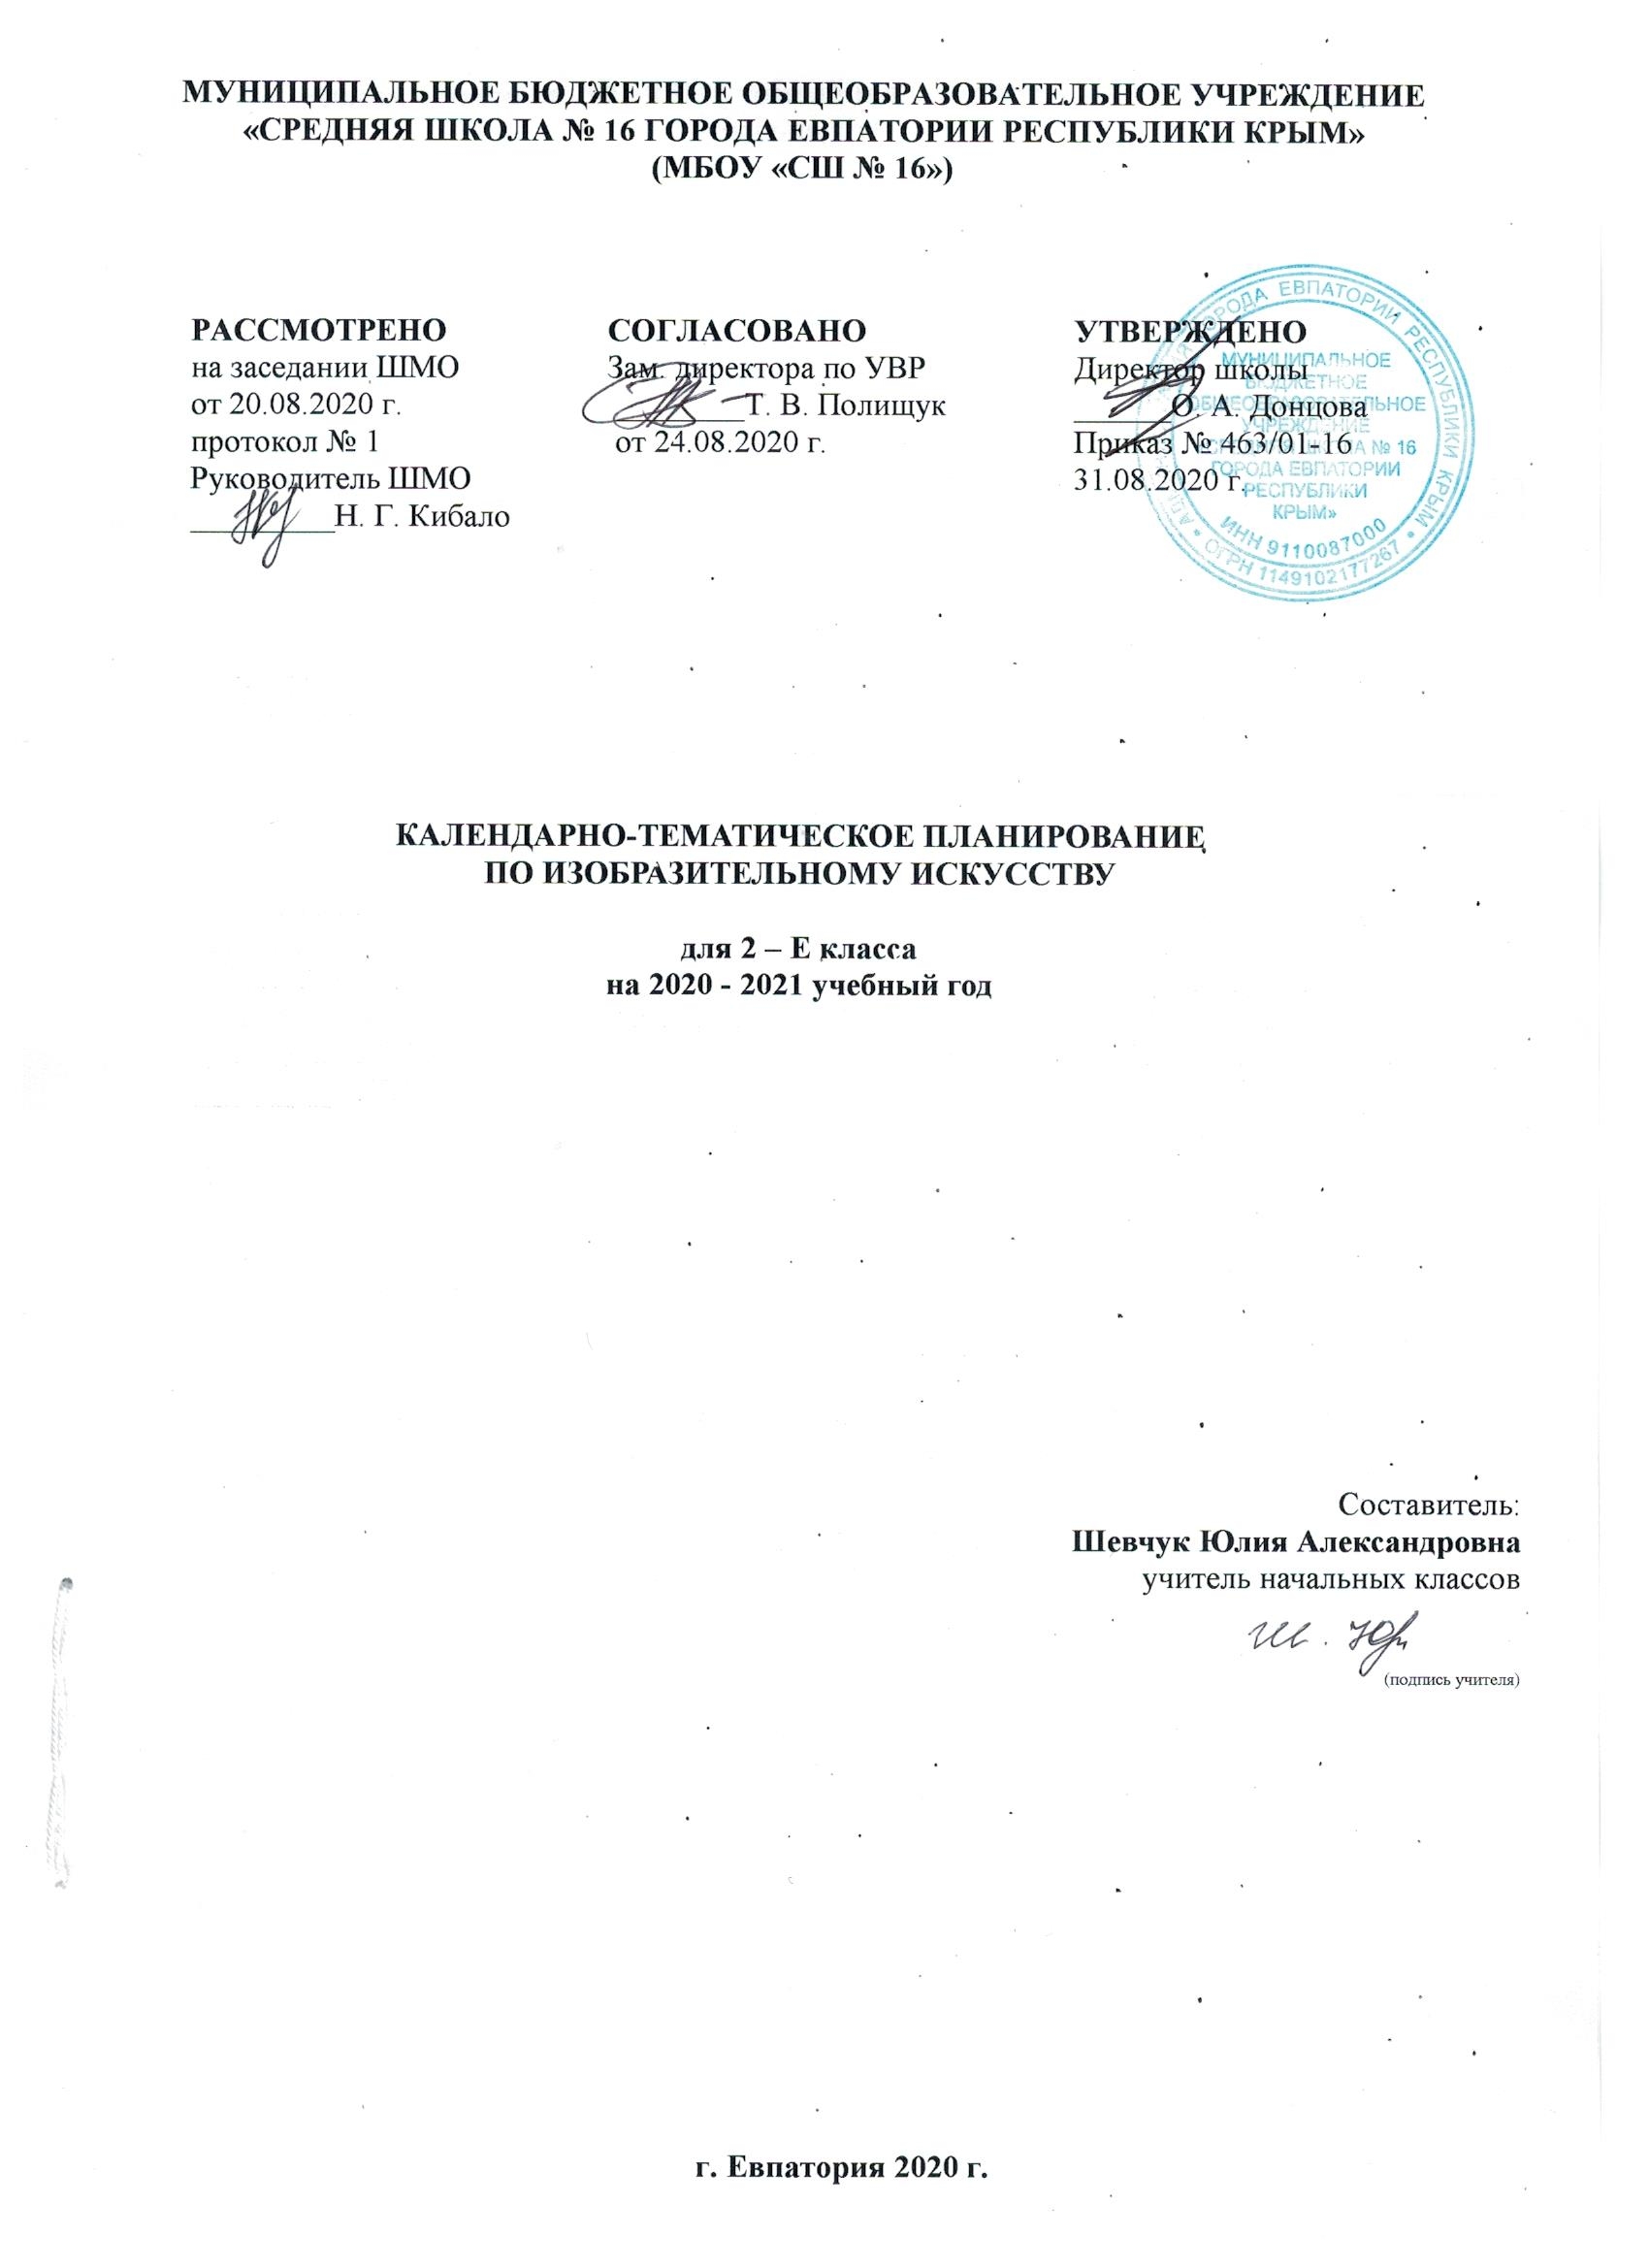 МУНИЦИПАЛЬНОЕ БЮДЖЕТНОЕ ОБЩЕОБРАЗОВАТЕЛЬНОЕ УЧРЕЖДЕНИЕ
«СРЕДНЯЯ ШКОЛА № 16 ГОРОДА ЕВПАТОРИИ РЕСПУБЛИКИ КРЫМ»
(МБОУ «СШ № 16»)
РАССМОТРЕНО
на заседании ШМО
от 20.08.2020 г.
протокол № 1
Руководитель ШМО
Н. Г. Кибало
СОГЛАСОВАНО
Зам. директора по УВР
Т. В. Полищук
от 24.08.2020 г.
УТВЕРЖДЕНО
Директор школы
О. А. Донцова
Приказ № 463/01-16
31.08.2020 г.
ГОРОДА ЕВПАТОРИИ РЕСПУБЛИКИ КРЫМ
ОГРН 1149102177267
МУНИЦИПАЛЬНОЕ
БЮДЖЕТНОЕ
ОБЩЕОБРАЗОВАТЕЛЬНОЕ
УЧРЕЖДЕНИЕ
№ 16
ГОРОДА ЕВПАТОРИИ
РЕСПУБЛИКИ
КРЫМ»
ИНН 9110087000
КАЛЕНДАРНО-ТЕМАТИЧЕСКОЕ ПЛАНИРОВАНИЕ
ПО ИЗОБРАЗИТЕЛЬНОМУ ИСКУССТВУ
для 2 – Е класса
на 2020 - 2021 учебный год
Составитель:
Шевчук Юлия Александровна
учитель начальных классов
(подпись учителя)
г. Евпатория 2020 г.